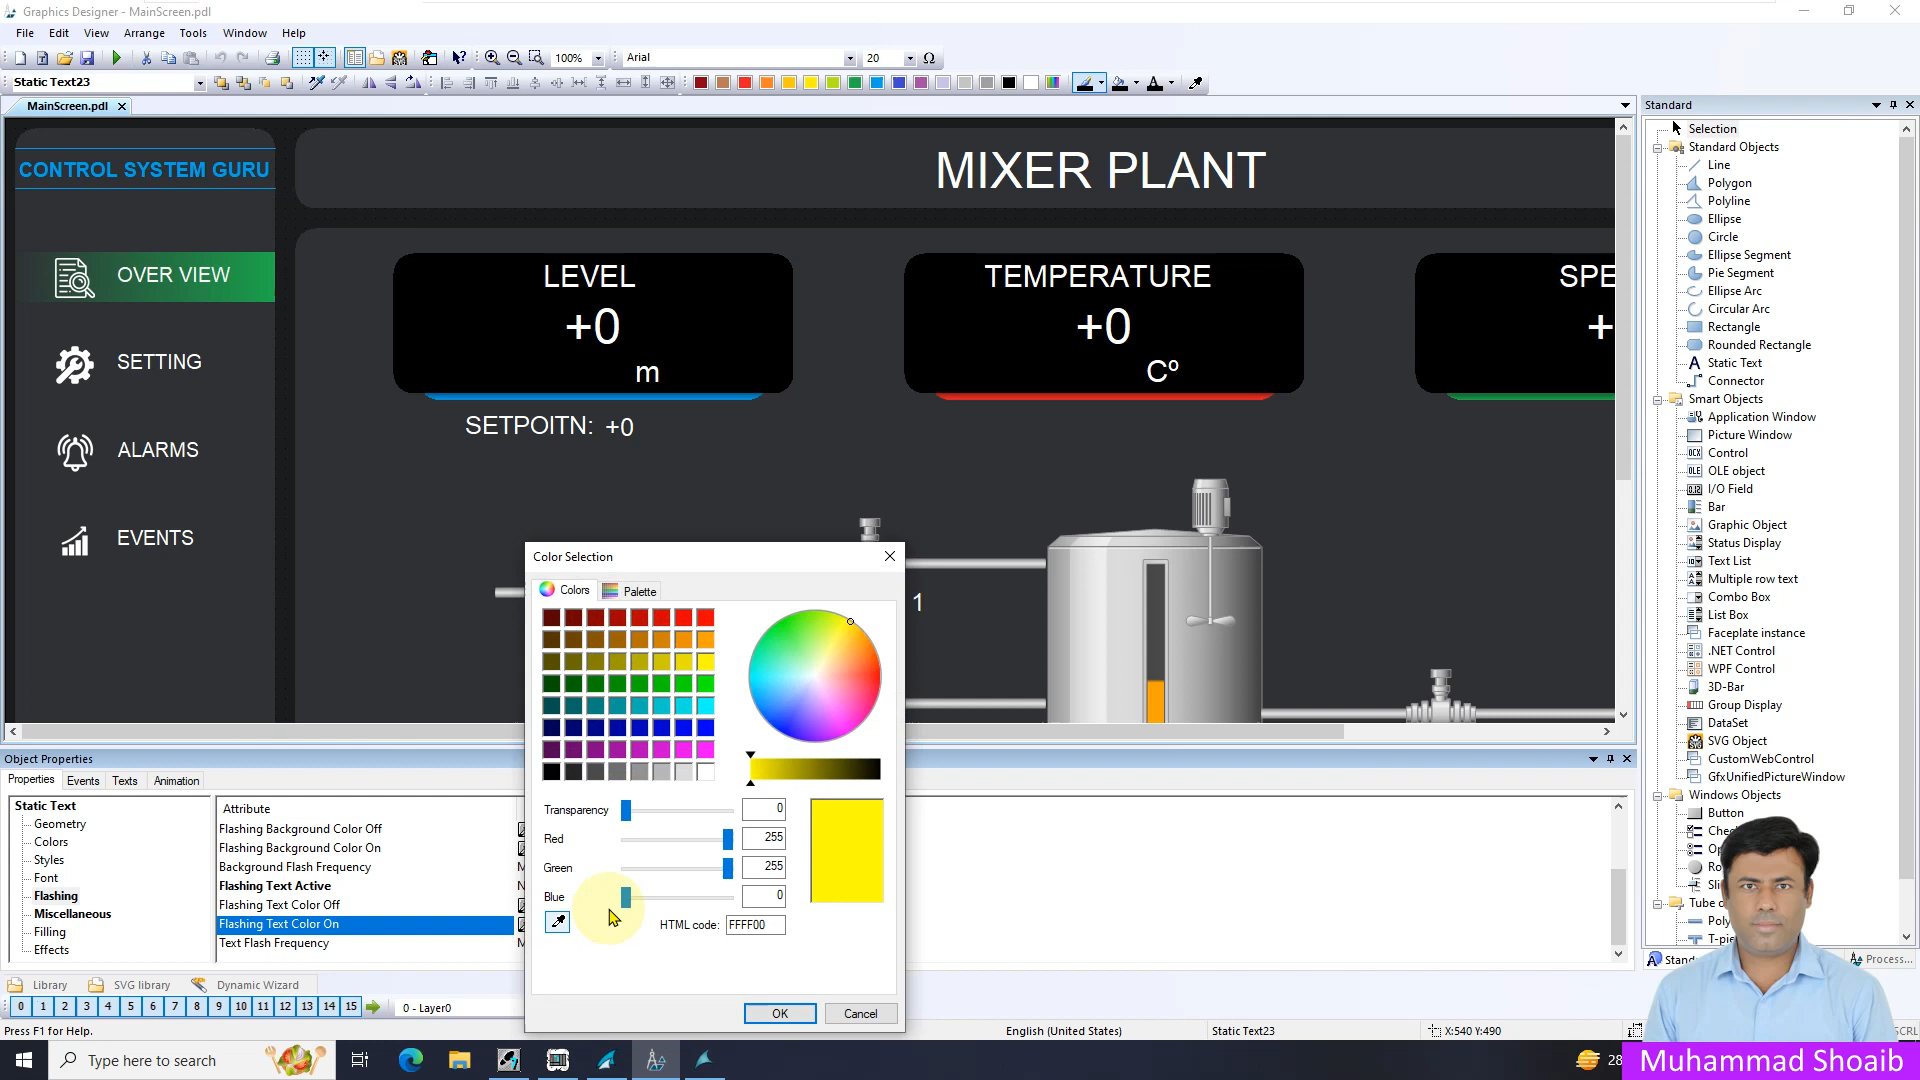 Graphics Designer - MainScreen.pdl
File Edit View Arrange Tools Window Help
100% Arial 20
Static Text23
MainScreen.pdl
CONTROL SYSTEM GURU
OVER VIEW
SETTING
ALARMS
EVENTS
MIXER PLANT
LEVEL
+0
m
SETPOITN: +0
TEMPERATURE
+0
Cº
SPE
+
1
Color Selection
Colors Palette
Transparency 0
Red 255
Green 255
Blue 0
HTML code: FFFF00
OK Cancel
Object Properties
Properties Events Texts Animation
Static Text
Geometry
Colors
Styles
Font
Flashing
Miscellaneous
Filling
Effects
Attribute
Flashing Background Color Off
Flashing Background Color On
Background Flash Frequency
Flashing Text Active
Flashing Text Color Off
Flashing Text Color On
Text Flash Frequency
Library SVG library Dynamic Wizard
0 1 2 3 4 5 6 7 8 9 10 11 12 13 14 15 0 - Layer0
Press F1 for Help. English (United States) Static Text23 X:540 Y:490
Standard
Selection
Standard Objects
Line
Polygon
Polyline
Ellipse
Circle
Ellipse Segment
Pie Segment
Ellipse Arc
Circular Arc
Rectangle
Rounded Rectangle
Static Text
Connector
Smart Objects
Application Window
Picture Window
Control
OLE object
I/O Field
Bar
Graphic Object
Status Display
Text List
Multiple row text
Combo Box
List Box
Faceplate instance
.NET Control
WPF Control
3D-Bar
Group Display
DataSet
SVG Object
CustomWebControl
GfxUnifiedPictureWindow
Windows Objects
Button
Process...
Type here to search
28
Muhammad Shoaib